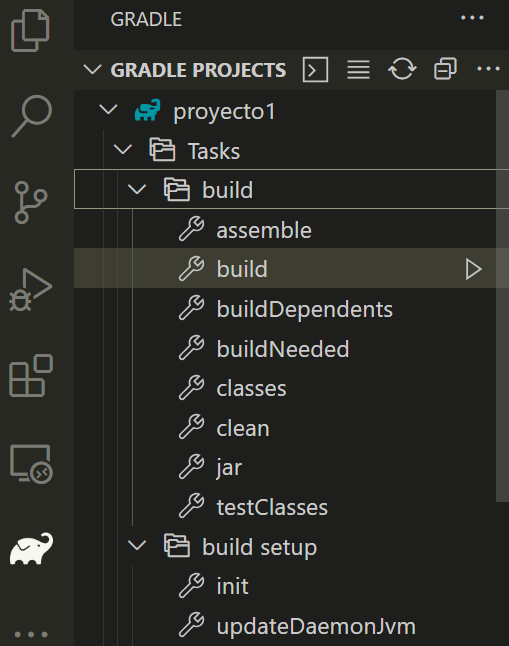 GRADLE
GRADLE PROJECTS
proyecto1
Tasks
build
assemble
build
buildDependents
buildNeeded
classes
clean
jar
testClasses
build setup
init
updateDaemonJvm